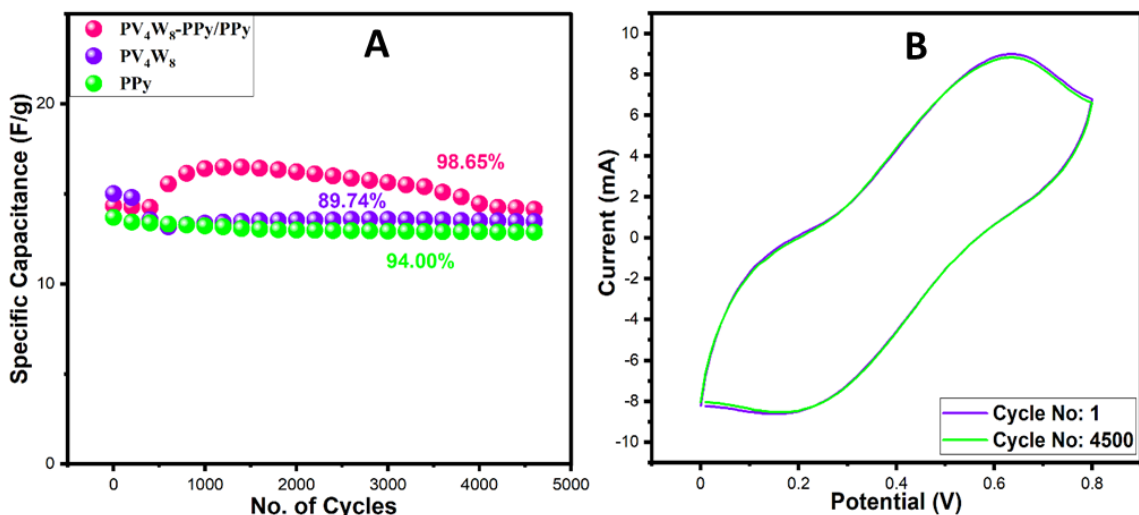 A
PV₄W₈-PPy/PPy
PV₄W₈
PPy
98.65%
89.74%
94.00%
20
10
0
0 1000 2000 3000 4000 5000
No. of Cycles
Specific Capacitance (F/g)
B
10
8
6
4
2
0
-2
-4
-6
-8
-10
0 0.2 0.4 0.6 0.8 1.0
Potential (V)
Current (mA)
Cycle No: 1
Cycle No: 4500